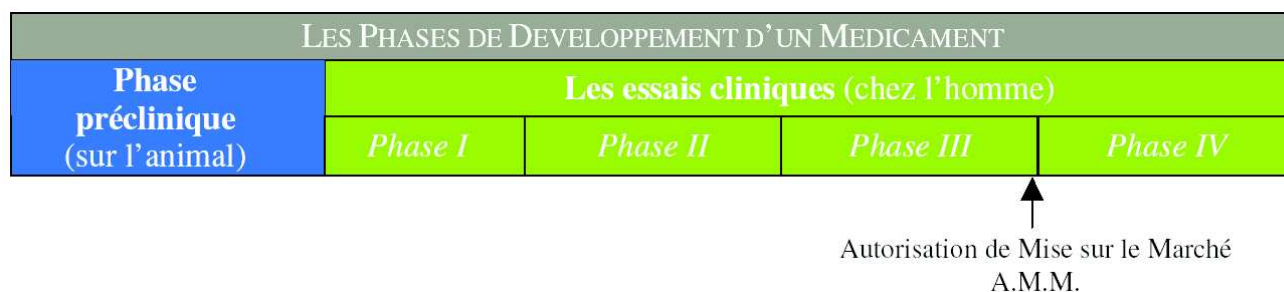 LES PHASES DE DEVELOPPEMENT D'UN MEDICAMENT
Phase
préclinique
(sur l'animal)
Les essais cliniques (chez l'homme)
Phase I
Phase II
Phase III
Phase IV
Autorisation de Mise sur le Marché
A.M.M.